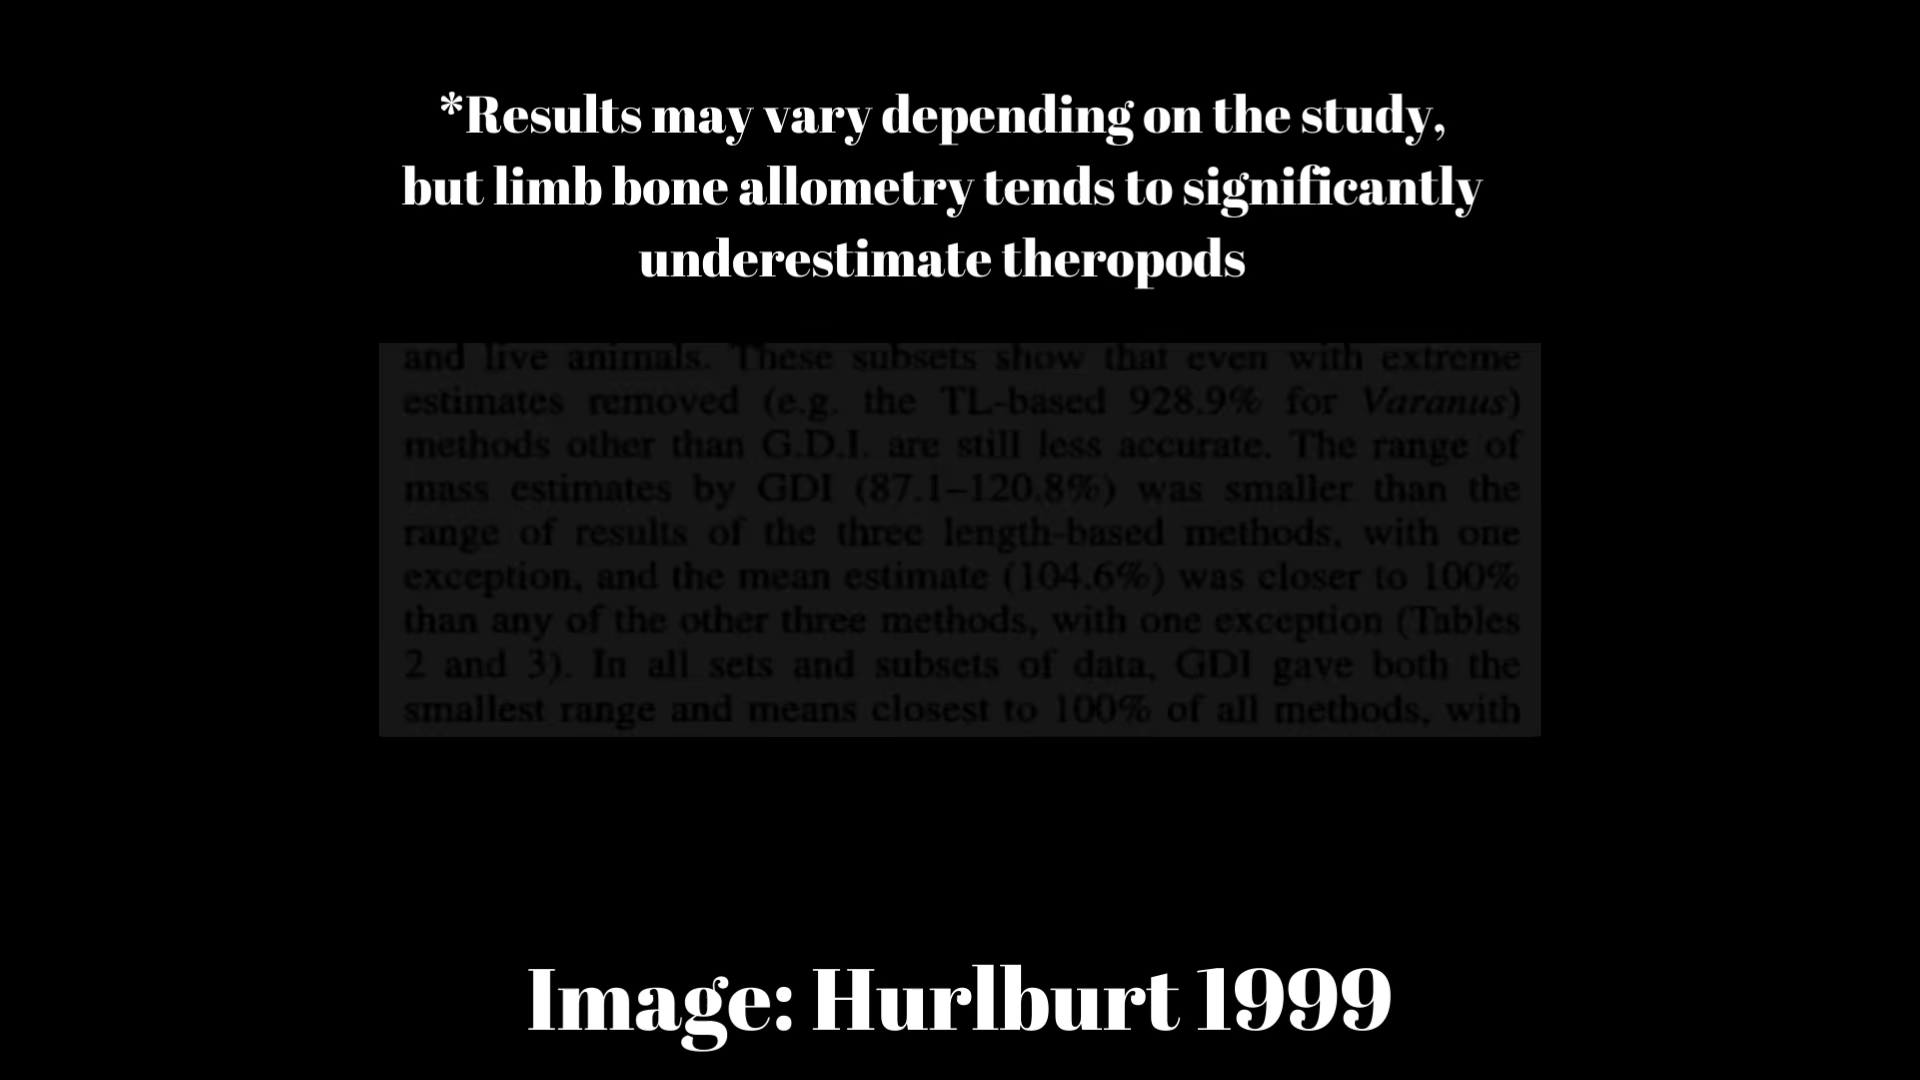 *Results may vary depending on the study,
but limb bone allometry tends to significantly
underestimate theropods
and live animals. These subsets show that even with extreme
estimates removed (e.g. the TL-based 928.9% for Varanus)
methods other than G.D.I. are still less accurate. The range of
mass estimates by GDI (87.1–120.8%) was smaller than the
range of results of the three length-based methods, with one
exception, and the mean estimate (104.6%) was closer to 100%
than any of the other three methods, with one exception (Tables
2 and 3). In all sets and subsets of data, GDI gave both the
smallest range and means closest to 100% of all methods, with
Image: Hurlburt 1999